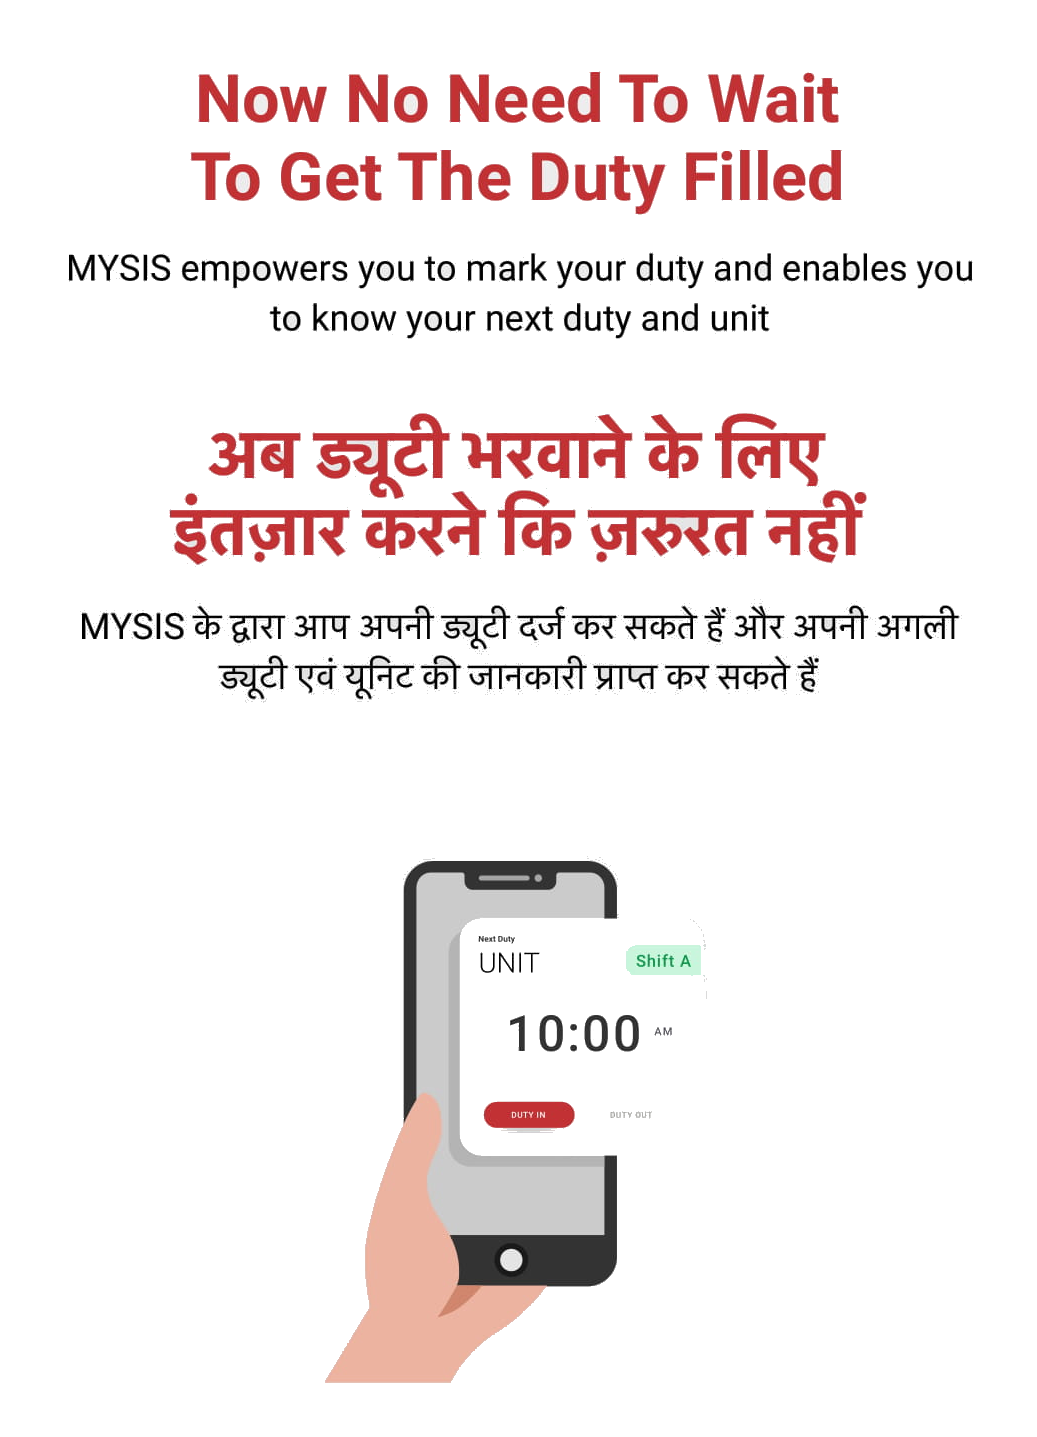 Now No Need To Wait
To Get The Duty Filled
MYSIS empowers you to mark your duty and enables you
to know your next duty and unit
अब ड्यूटी भरवाने के लिए
इंतज़ार करने कि ज़रुरत नहीं
MYSIS के द्वारा आप अपनी ड्यूटी दर्ज कर सकते हैं और अपनी अगली
ड्यूटी एवं यूनिट की जानकारी प्राप्त कर सकते हैं
Next Duty
UNIT
Shift A
10:00 AM
DUTY IN DUTY OUT